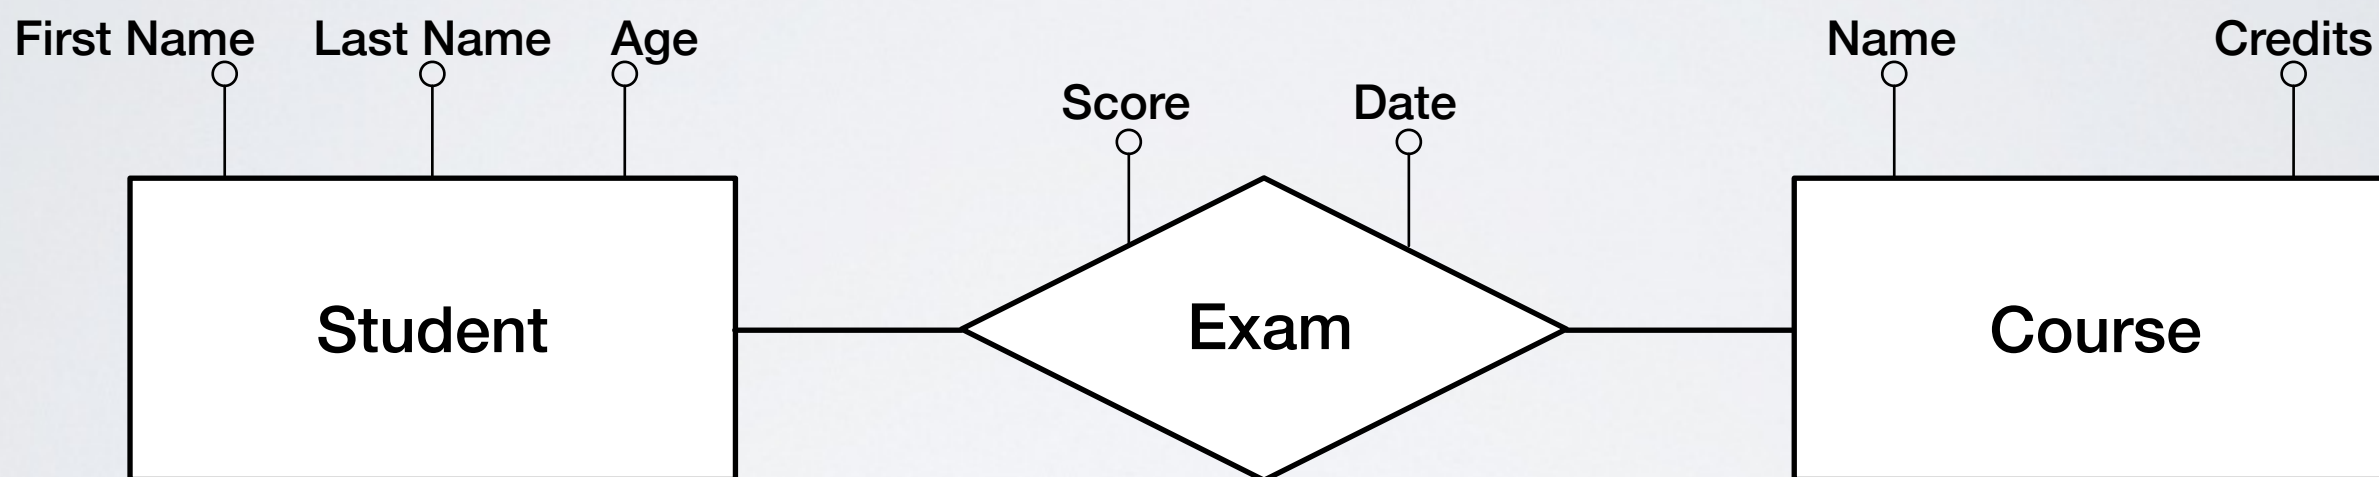 First Name Last Name Age
Name Credits
Score Date
Student Exam Course